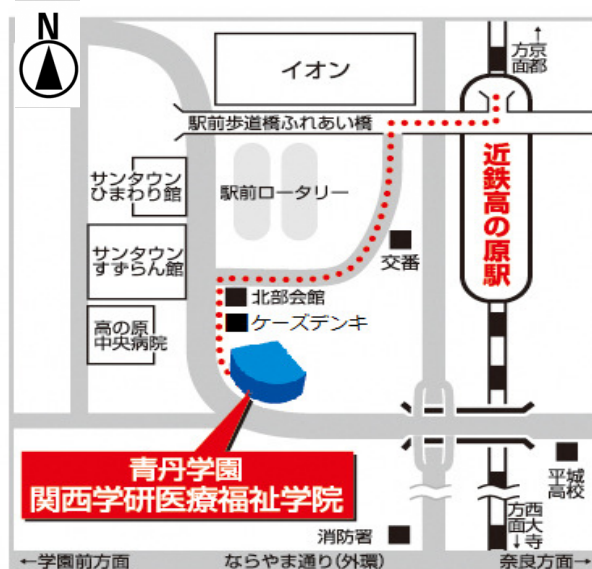 N
イオン
↑
京都
方面
駅前歩道橋ふれあい橋
近鉄高の原駅
サンタウン
ひまわり館
駅前ロータリー
交番
サンタウン
すずらん館
北部会館
ケーズデンキ
高の原
中央病院
青丹学園
関西学研医療福祉学院
平城
高校
西大寺
方面↓
消防署
←学園前方面
ならやま通り(外環)
奈良方面→